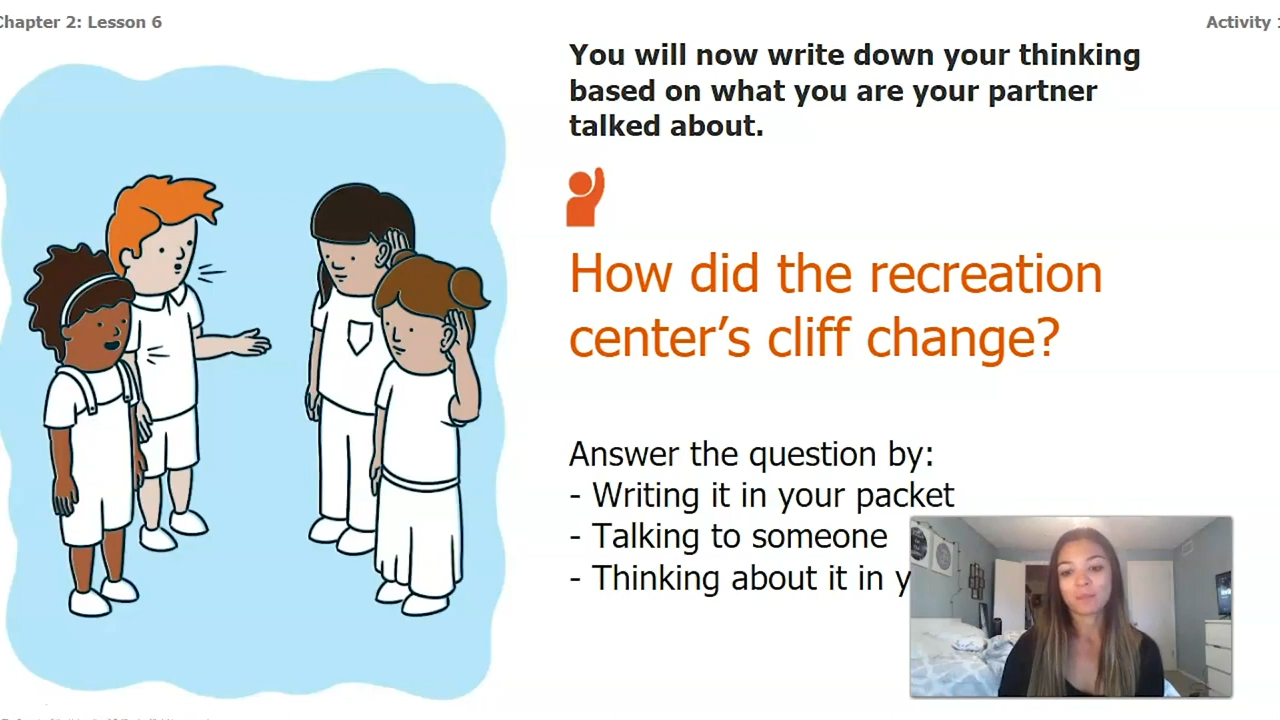 Chapter 2: Lesson 6
Activity
You will now write down your thinking
based on what you are your partner
talked about.
How did the recreation
center's cliff change?
Answer the question by:
- Writing it in your packet
- Talking to someone
- Thinking about it in y